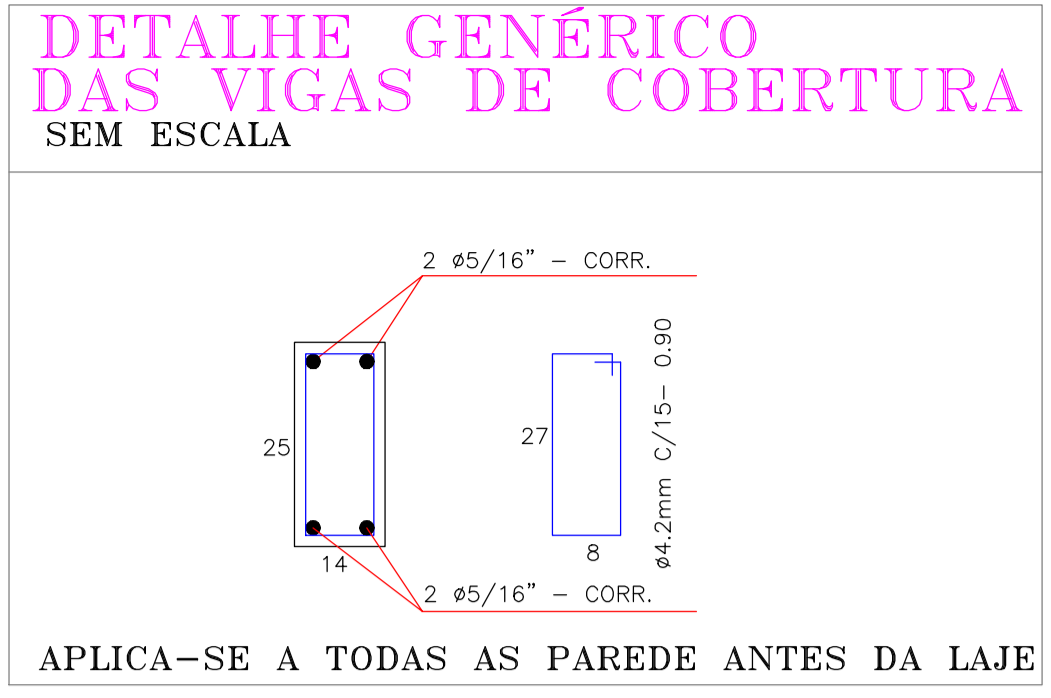 DETALHE GENÉRICO
DAS VIGAS DE COBERTURA
SEM ESCALA
2 ø5/16” – CORR.
25
14
27
8
ø4.2mm C/15– 0.90
2 ø5/16” – CORR.
APLICA–SE A TODAS AS PAREDE ANTES DA LAJE